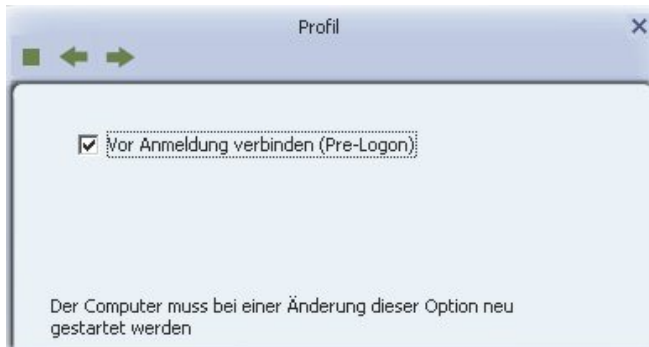 Profil
Vor Anmeldung verbinden (Pre-Logon)
Der Computer muss bei einer Änderung dieser Option neu
gestartet werden